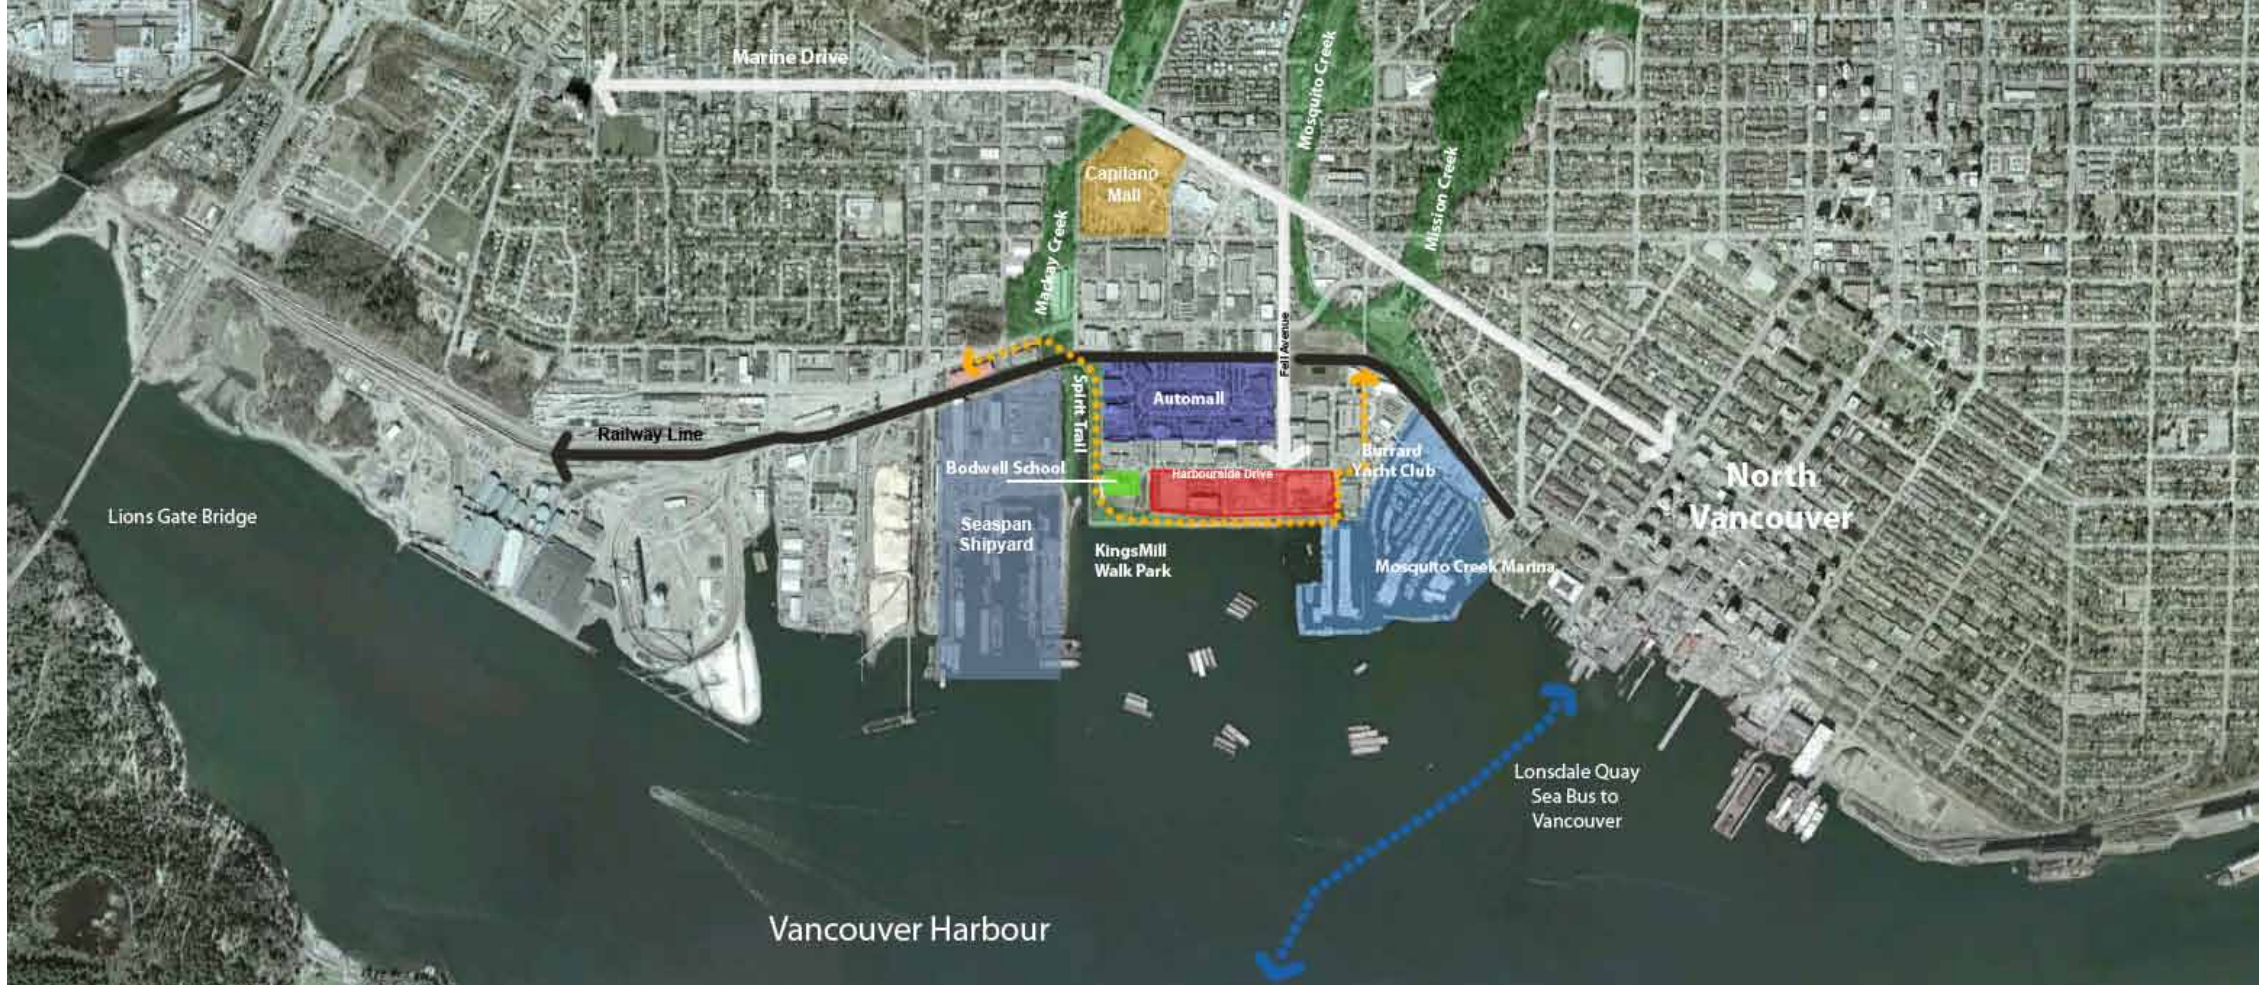 Marine Drive
Mosquito Creek
Mission Creek
Capilano
Mall
Mackay Creek
Fell Avenue
Spirit Trail
Automall
Railway Line
Burrard
Yacht Club
Bodwell School
Harbourside Drive
North
Vancouver
Lions Gate Bridge
Seaspan
Shipyard
KingsMill
Walk Park
Mosquito Creek Marina
Lonsdale Quay
Sea Bus to
Vancouver
Vancouver Harbour